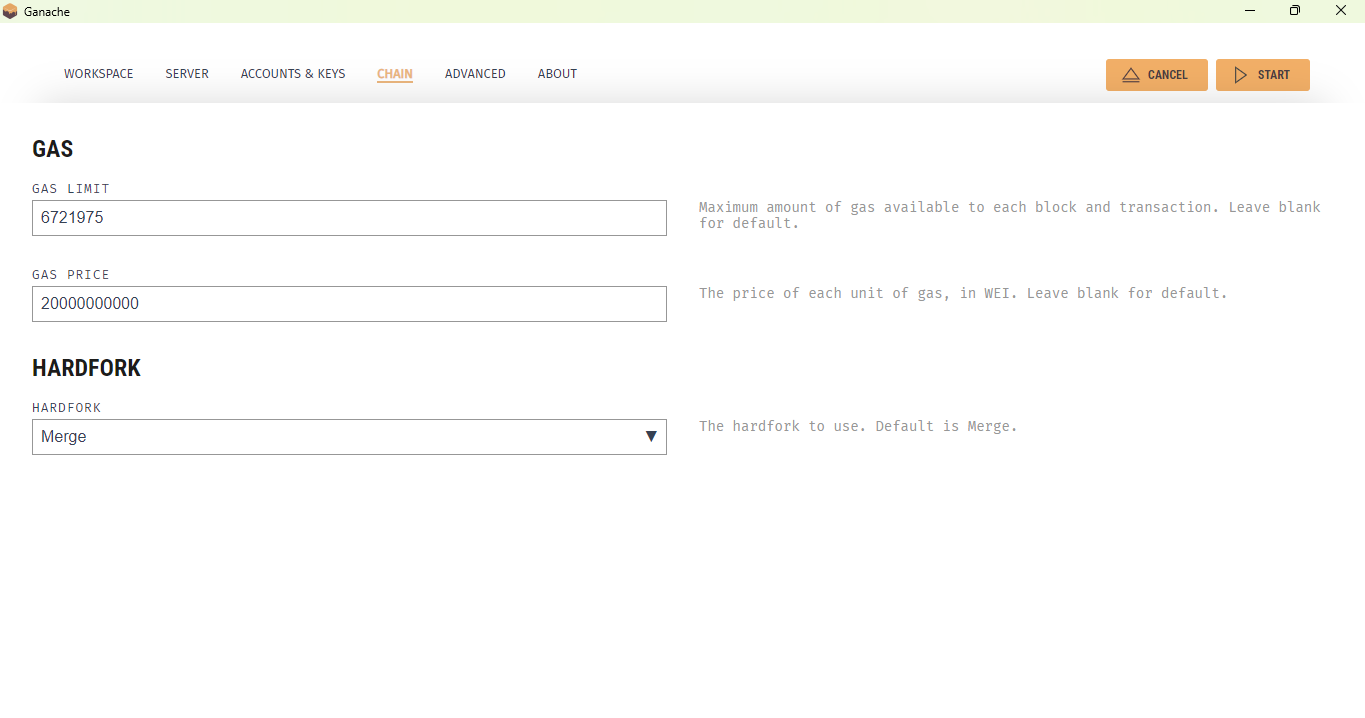 Ganache
WORKSPACE SERVER ACCOUNTS & KEYS CHAIN ADVANCED ABOUT CANCEL START
GAS
GAS LIMIT
6721975
Maximum amount of gas available to each block and transaction. Leave blank
for default.
GAS PRICE
20000000000
The price of each unit of gas, in WEI. Leave blank for default.
HARDFORK
HARDFORK
Merge
The hardfork to use. Default is Merge.